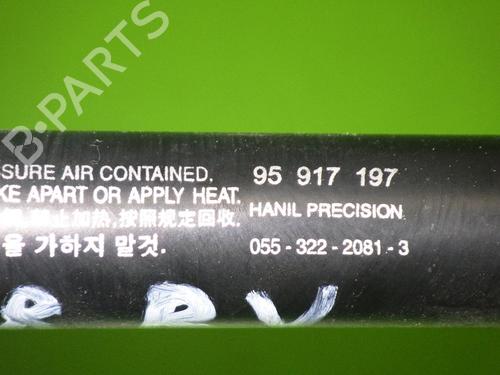 B-PARTS
SURE AIR CONTAINED.
KE APART OR APPLY HEAT.
禁止加热,按照规定回收.
을 가하지 말것.
95 917 197
HANIL PRECISION
055-322-2081-3